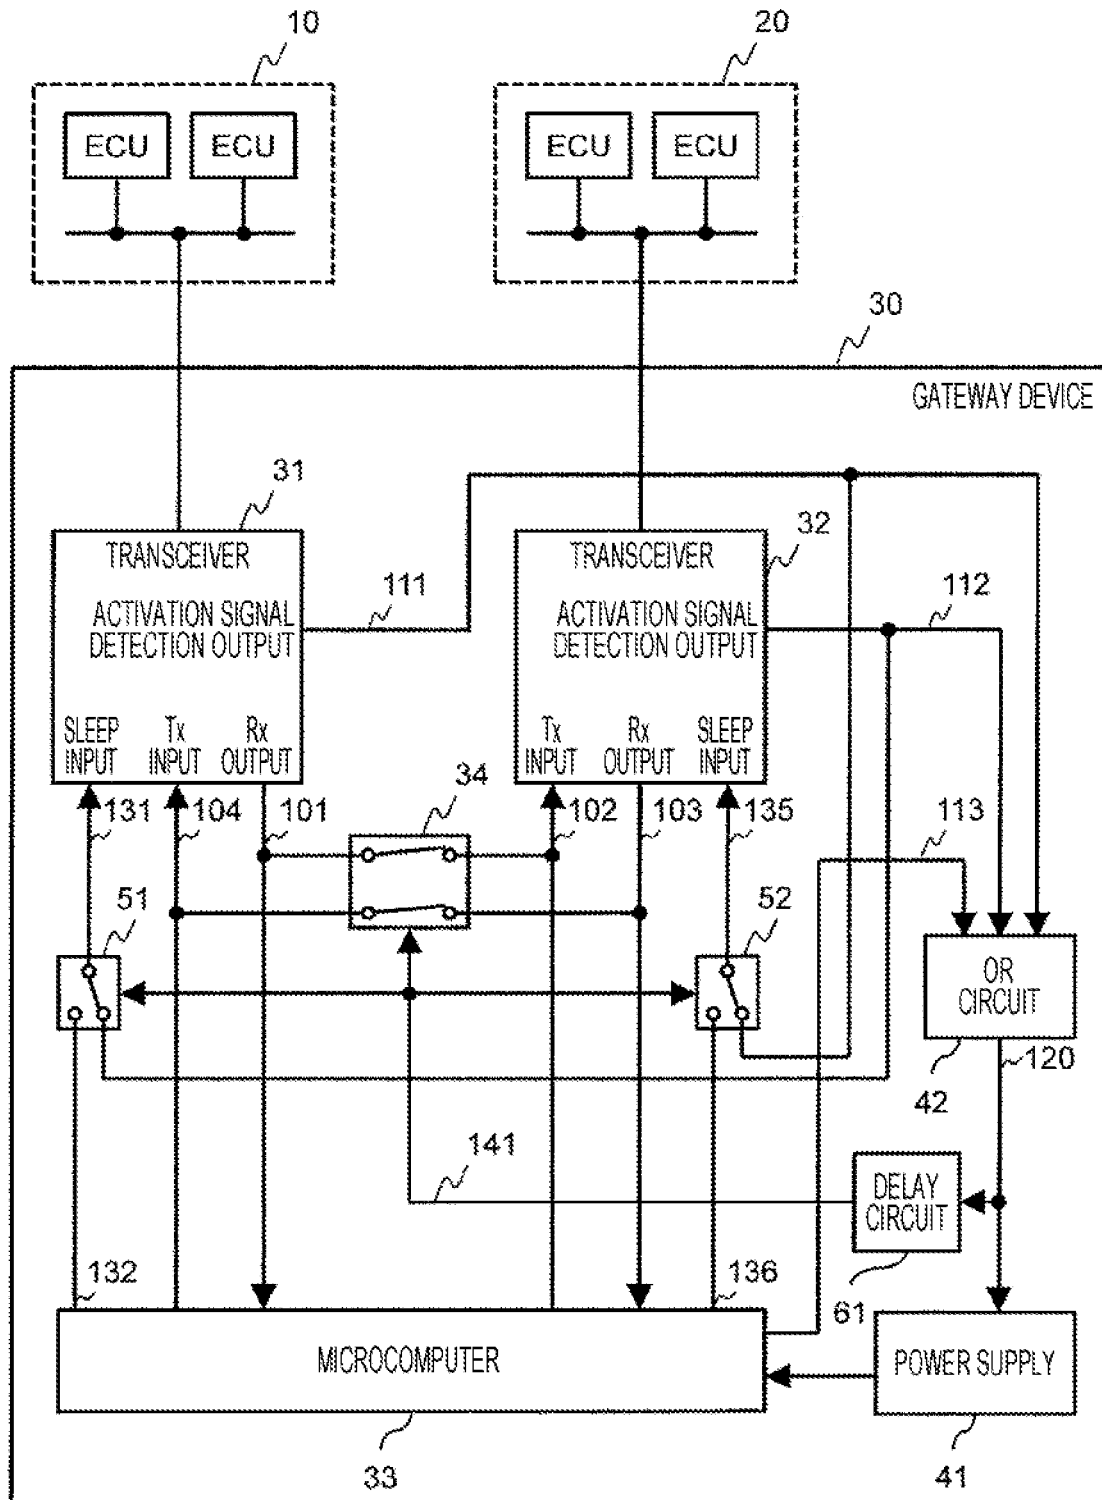 10
20
ECU
ECU
ECU
ECU
30
GATEWAY DEVICE
31
32
TRANSCEIVER
ACTIVATION SIGNAL
DETECTION OUTPUT
SLEEP
INPUT
Tx
INPUT
Rx
OUTPUT
111
TRANSCEIVER
ACTIVATION SIGNAL
DETECTION OUTPUT
Tx
INPUT
Rx
OUTPUT
SLEEP
INPUT
112
131
104
101
34
102
103
135
113
51
52
OR
CIRCUIT
42
120
141
DELAY
CIRCUIT
61
132
136
MICROCOMPUTER
33
POWER SUPPLY
41